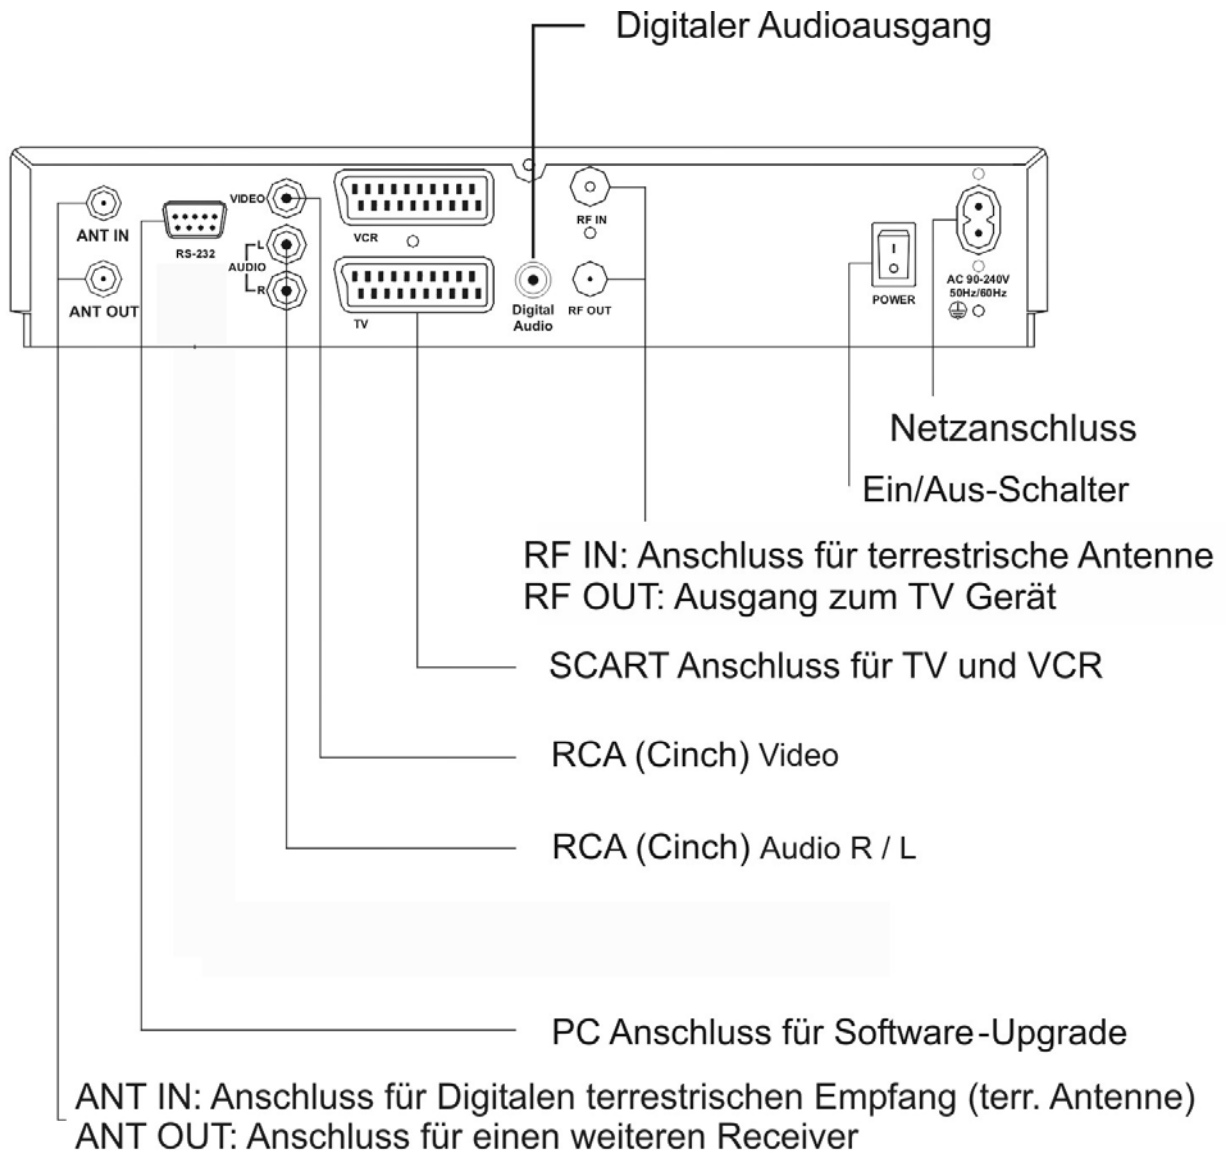 Digitaler Audioausgang
ANT IN
ANT OUT
RS-232
VIDEO
L
AUDIO
R
VCR
TV
Digital
Audio
RF IN
RF OUT
POWER
AC 90-240V
50Hz/60Hz
Netzanschluss
Ein/Aus-Schalter
RF IN: Anschluss für terrestrische Antenne
RF OUT: Ausgang zum TV Gerät
SCART Anschluss für TV und VCR
RCA (Cinch) Video
RCA (Cinch) Audio R / L
PC Anschluss für Software-Upgrade
ANT IN: Anschluss für Digitalen terrestrischen Empfang (terr. Antenne)
ANT OUT: Anschluss für einen weiteren Receiver